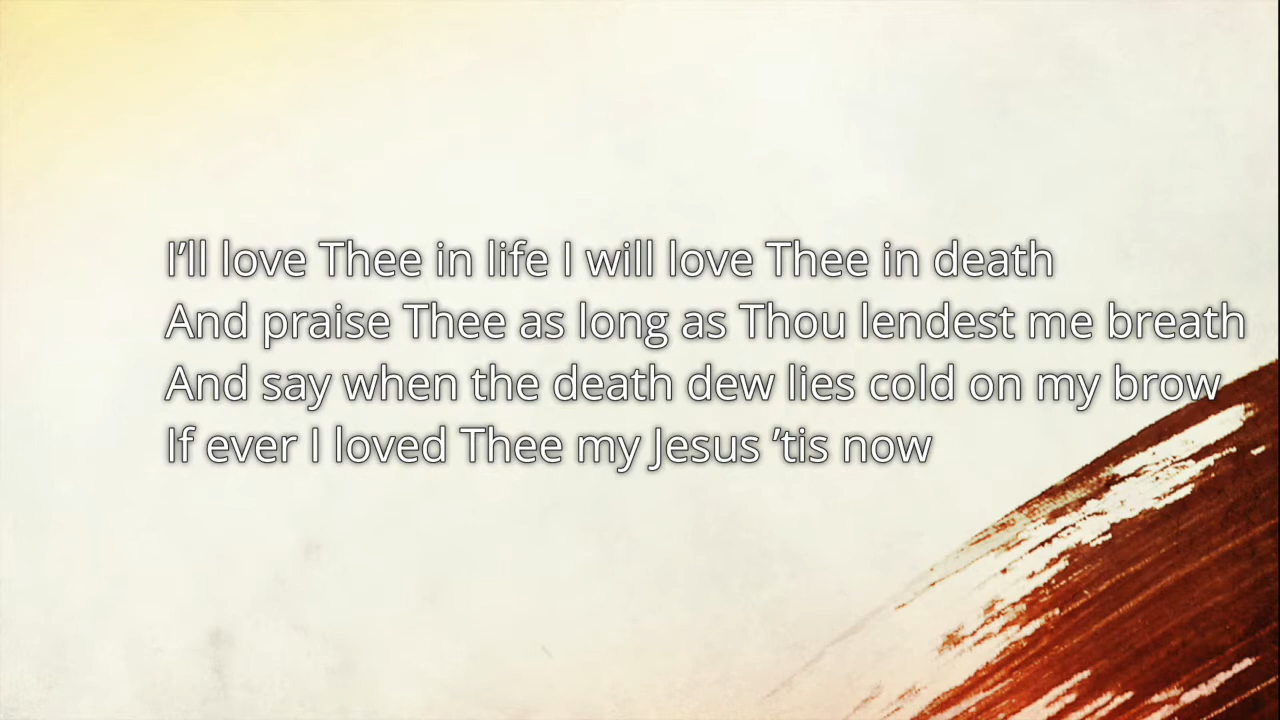 I’ll love Thee in life I will love Thee in death
And praise Thee as long as Thou lendest me breath
And say when the death dew lies cold on my brow
If ever I loved Thee my Jesus ’tis now